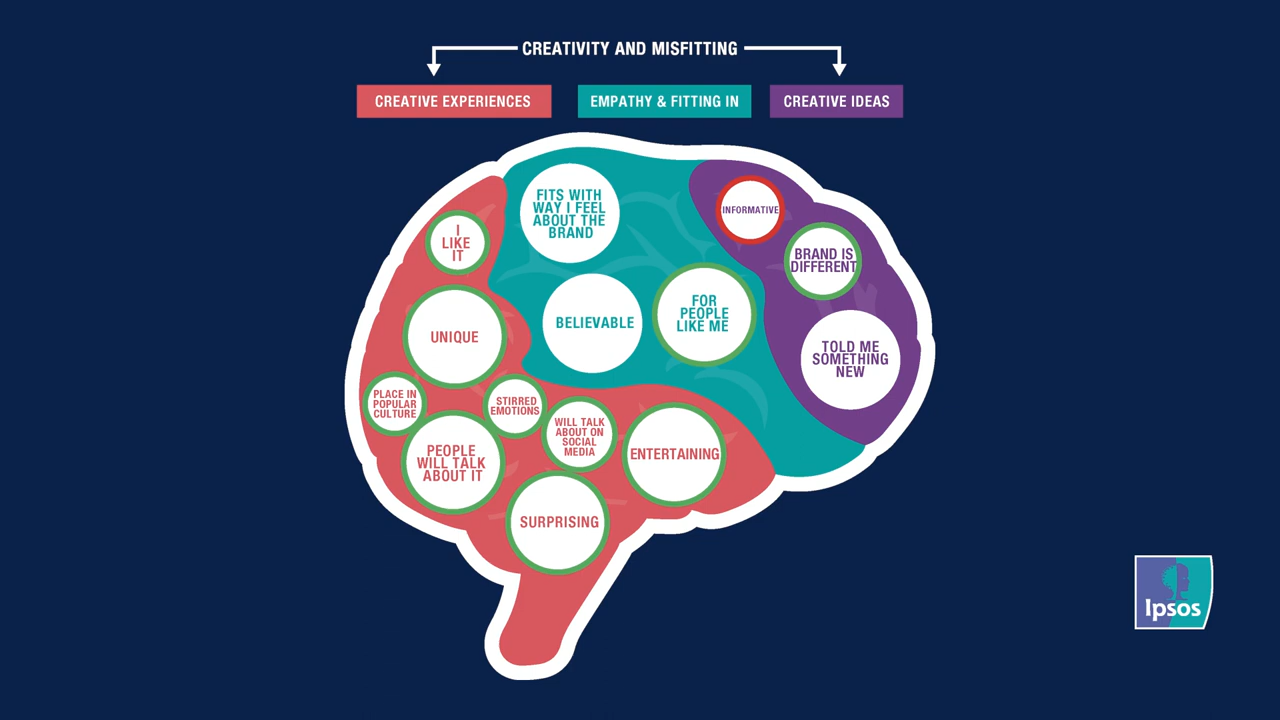 CREATIVITY AND MISFITTING
CREATIVE EXPERIENCES
EMPATHY & FITTING IN
CREATIVE IDEAS
FITS WITH
WAY I FEEL
ABOUT THE
BRAND
INFORMATIVE
I
LIKE
IT
BRAND IS
DIFFERENT
UNIQUE
BELIEVABLE
FOR
PEOPLE
LIKE ME
TOLD ME
SOMETHING
NEW
PLACE IN
POPULAR
CULTURE
STIRRED
EMOTIONS
WILL TALK
ABOUT ON
SOCIAL
MEDIA
ENTERTAINING
PEOPLE
WILL TALK
ABOUT IT
SURPRISING
Ipsos